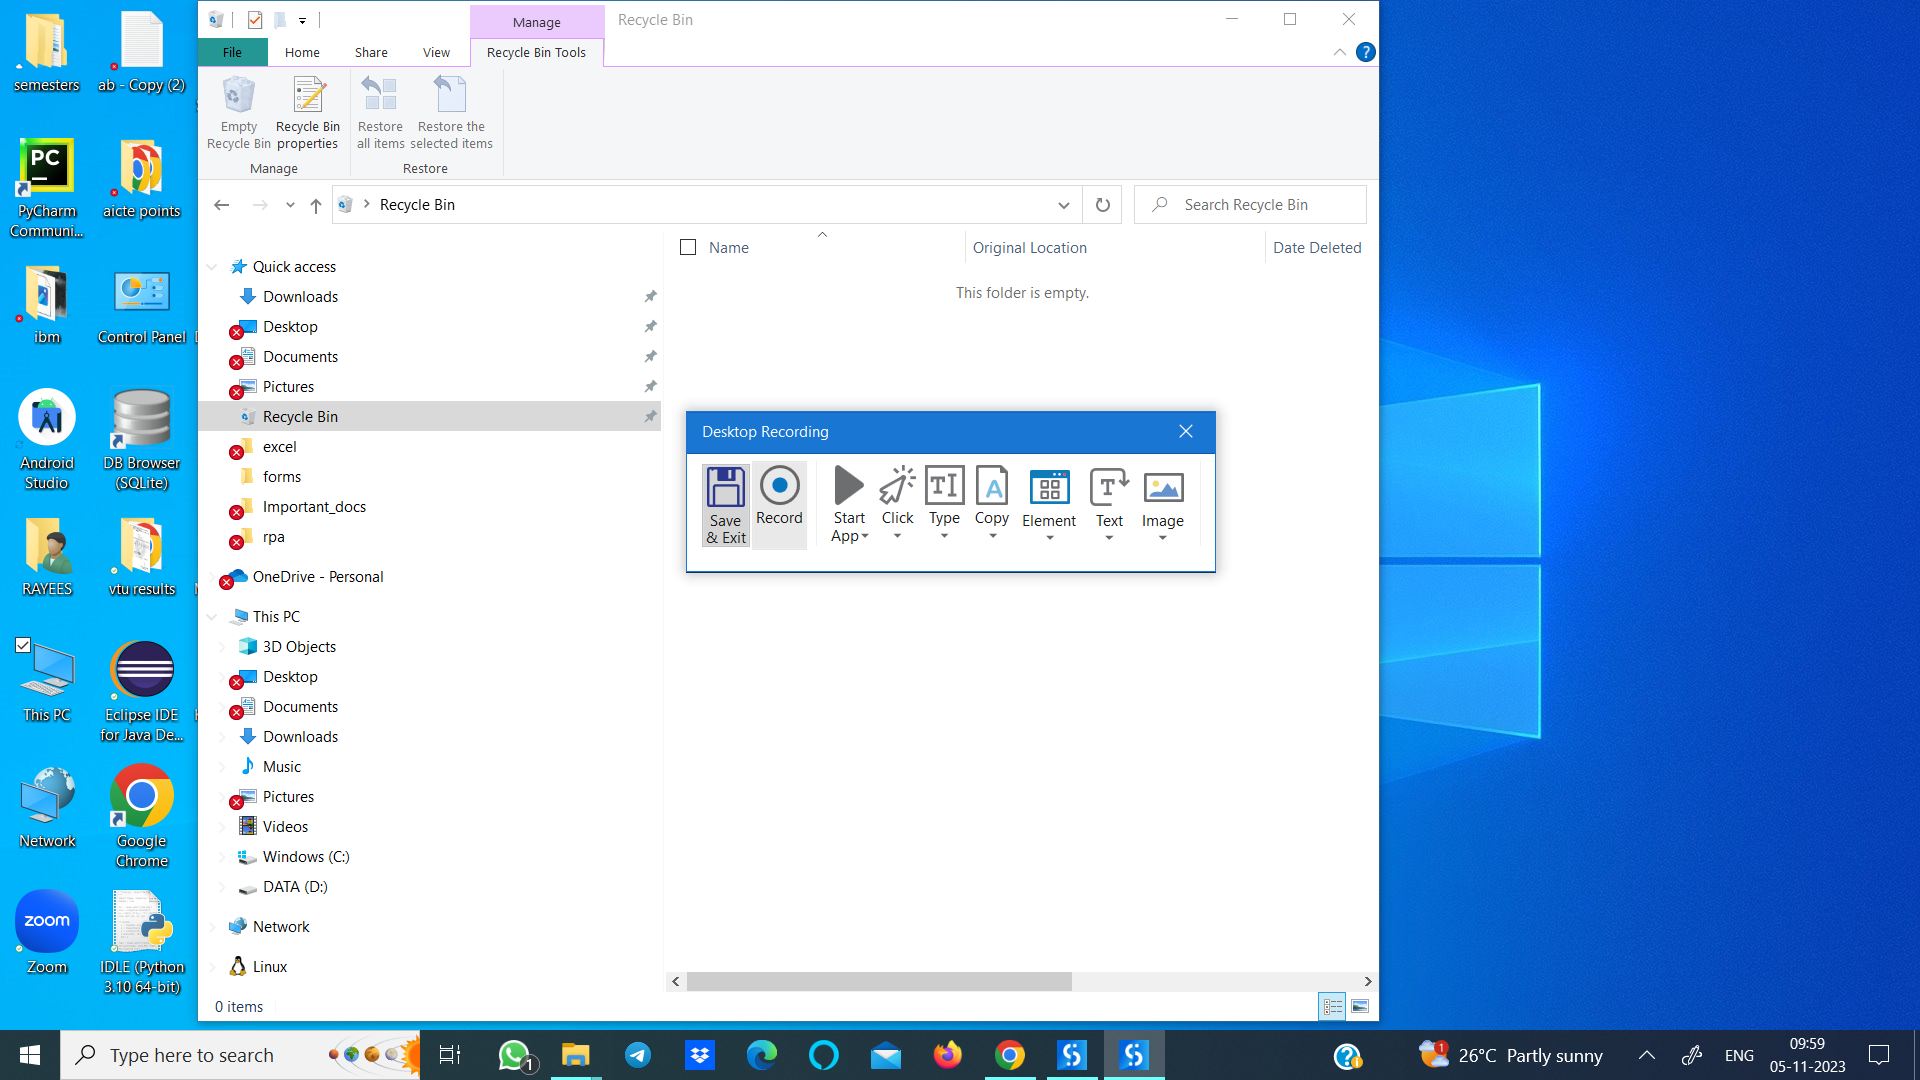 semesters
ab - Copy (2)
PC
PyCharm
Communi...
aicte points
ibm
Control Panel
Android
Studio
DB Browser
(SQLite)
RAYEES
vtu results
This PC
Eclipse IDE
for Java De...
Network
Google
Chrome
zoom
Zoom
IDLE (Python
3.10 64-bit)
Manage
Recycle Bin
File
Home
Share
View
Recycle Bin Tools
?
Empty
Recycle Bin
Recycle Bin
properties
Restore
all items
Restore the
selected items
Manage
Restore
Recycle Bin
Search Recycle Bin
Name
Original Location
Date Deleted
This folder is empty.
Quick access
Downloads
Desktop
Documents
Pictures
Recycle Bin
excel
forms
Important_docs
rpa
OneDrive - Personal
This PC
3D Objects
Desktop
Documents
Downloads
Music
Pictures
Videos
Windows (C:)
DATA (D:)
Network
Linux
0 items
Desktop Recording
Save
& Exit
Record
Start
App
Click
Type
Copy
Element
Text
Image
Type here to search
1
1
26°C Partly sunny
ENG
09:59
05-11-2023